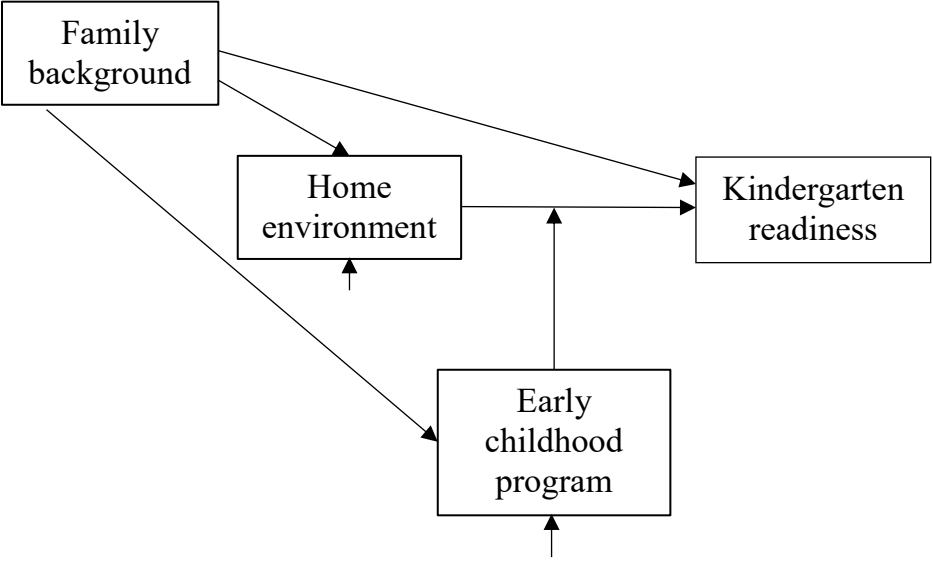 Family
background
Home
environment
Kindergarten
readiness
Early
childhood
program